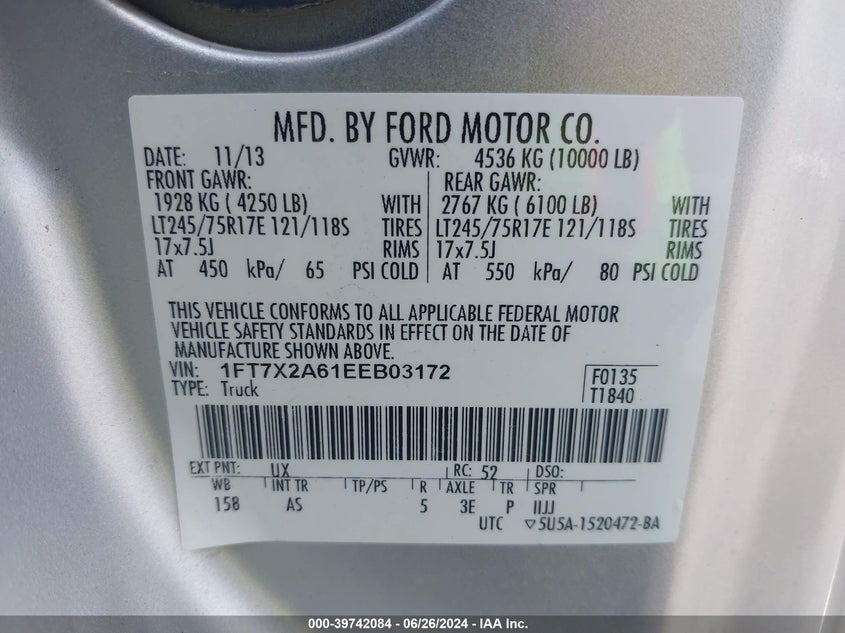 MFD. BY FORD MOTOR CO.
DATE: 11/13 GVWR: 4536 KG (10000 LB)
FRONT GAWR: REAR GAWR:
1928 KG ( 4250 LB) WITH 2767 KG ( 6100 LB) WITH
LT245/75R17E 121/118S TIRES LT245/75R17E 121/118S TIRES
17x7.5J RIMS 17x7.5J RIMS
AT 450 kPa/ 65 PSI COLD AT 550 kPa/ 80 PSI COLD
THIS VEHICLE CONFORMS TO ALL APPLICABLE FEDERAL MOTOR
VEHICLE SAFETY STANDARDS IN EFFECT ON THE DATE OF
MANUFACTURE SHOWN ABOVE.
VIN: 1FT7X2A61EEB03172 F0135
TYPE: Truck T1840
EXT PNT: UX RC: 52 DSO:
WB INT TR TP/PS R AXLE TR SPR
158 AS 5 3E P IIJJ
UTC ▽5U5A-1520472-BA
000-39742084 - 06/26/2024 - IAA Inc.